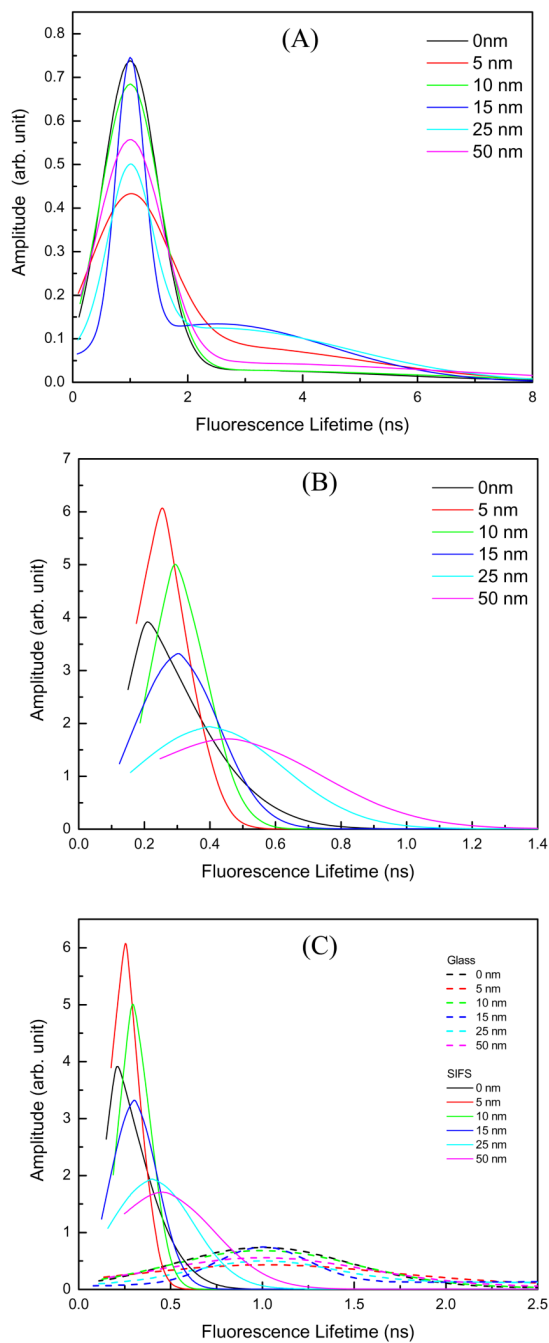 (A)
0nm
5 nm
10 nm
15 nm
25 nm
50 nm
Amplitude (arb. unit)
0.8
0.7
0.6
0.5
0.4
0.3
0.2
0.1
0.0
0 2 4 6 8
Fluorescence Lifetime (ns)
(B)
0nm
5 nm
10 nm
15 nm
25 nm
50 nm
Amplitude (arb. unit)
7
6
5
4
3
2
1
0
0.0 0.2 0.4 0.6 0.8 1.0 1.2 1.4
Fluorescence Lifetime (ns)
(C)
Glass
0 nm
5 nm
10 nm
15 nm
25 nm
50 nm
SIFS
0 nm
5 nm
10 nm
15 nm
25 nm
50 nm
Amplitude (arb. unit)
6
5
4
3
2
1
0
0.0 0.5 1.0 1.5 2.0 2.5
Fluorescence Lifetime (ns)